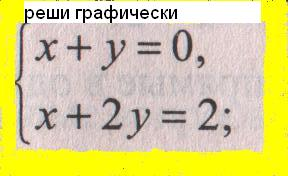 реши графически
x + y = 0,
x + 2y = 2;